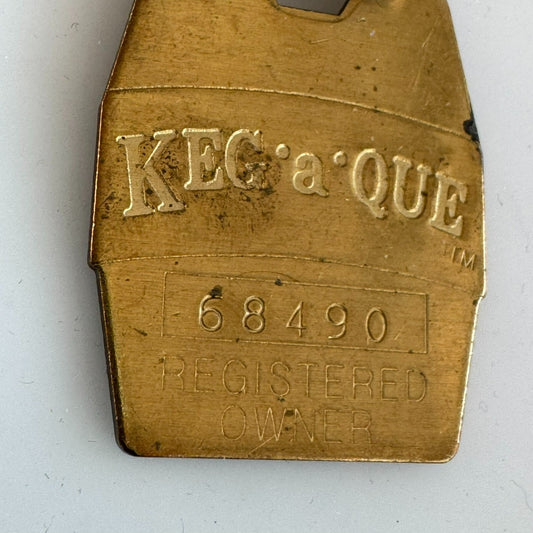 KEG·a·QUE
TM
68490
REGISTERED
OWNER